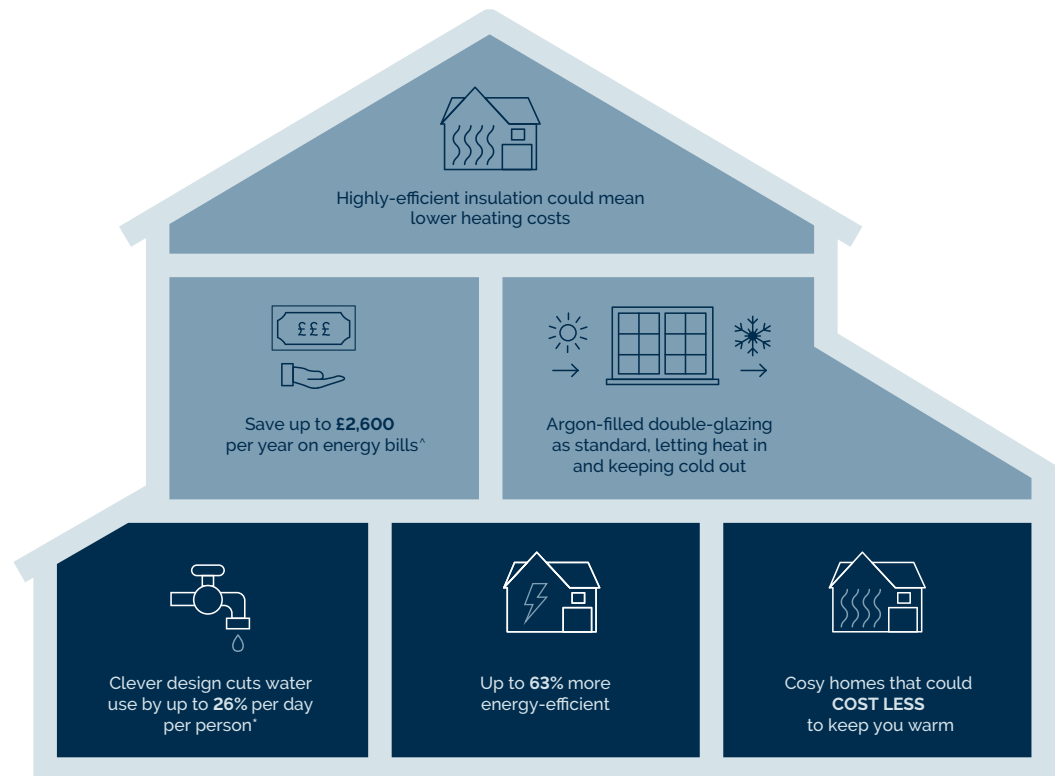 Highly-efficient insulation could mean
lower heating costs
£££
Save up to £2,600
per year on energy bills^
Argon-filled double-glazing
as standard, letting heat in
and keeping cold out
Clever design cuts water
use by up to 26% per day
per person*
Up to 63% more
energy-efficient
Cosy homes that could
COST LESS
to keep you warm